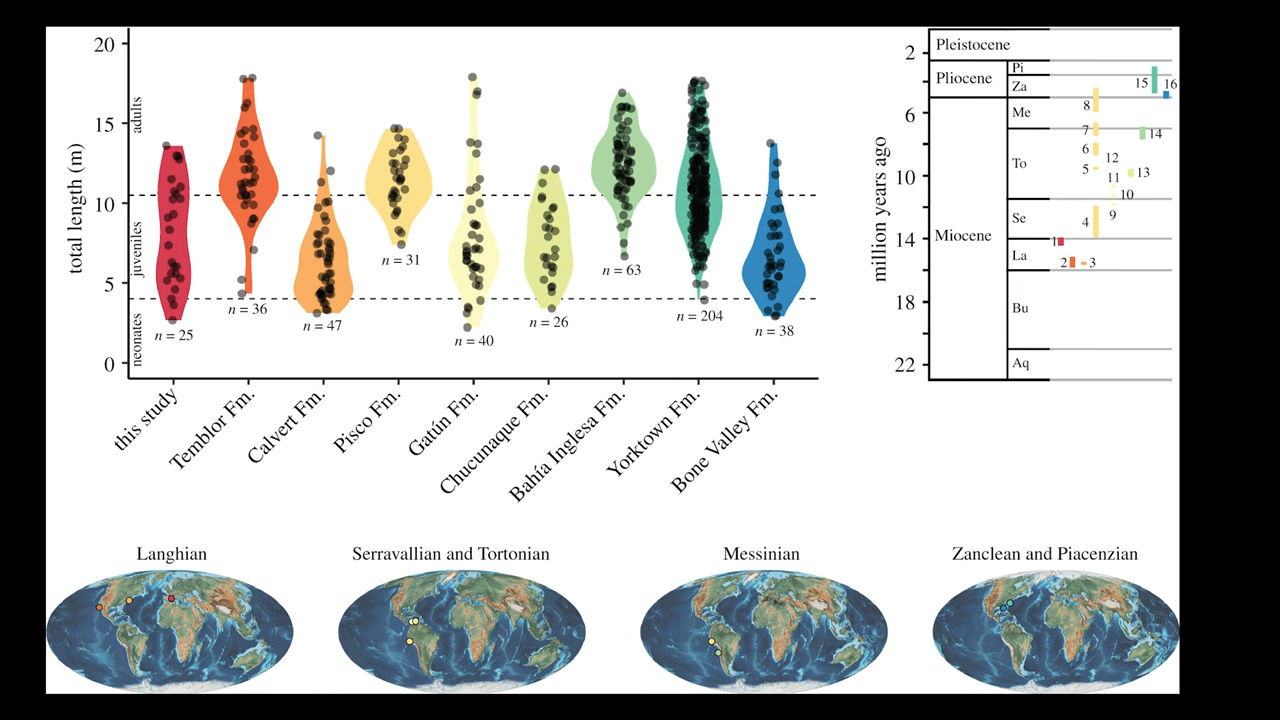 20
15
10
5
0
total length (m)
adults
juveniles
neonates
n = 25
n = 36
n = 47
n = 31
n = 40
n = 26
n = 63
n = 204
n = 38
this study
Temblor Fm.
Calvert Fm.
Pisco Fm.
Gatún Fm.
Chucunaque Fm.
Bahía Inglesa Fm.
Yorktown Fm.
Bone Valley Fm.
million years ago
2
6
10
14
18
22
Pleistocene
Pliocene
Miocene
Pi
Za
Me
To
Se
La
Bu
Aq
15
16
8
7
14
6
12
5
13
11
10
9
4
1
2
3
Langhian
Serravallian and Tortonian
Messinian
Zanclean and Piacenzian